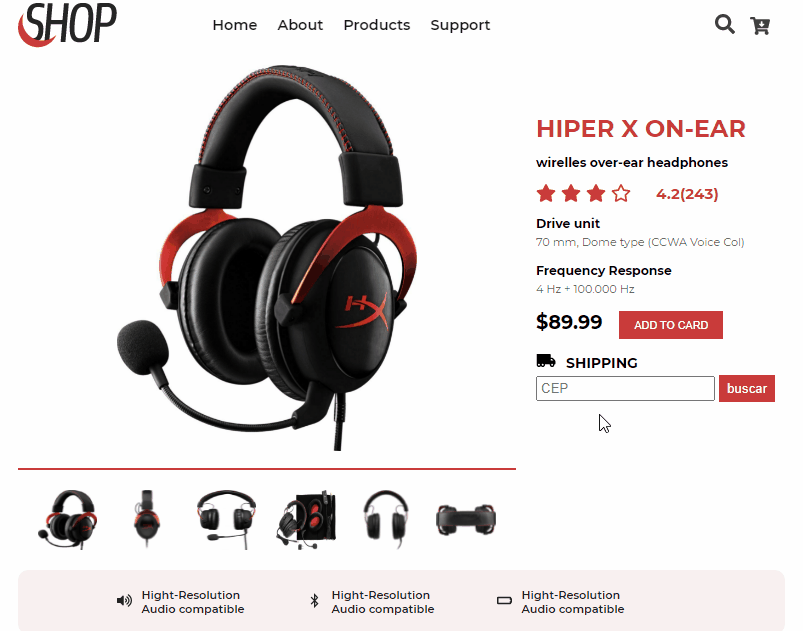 SHOP
Home About Products Support
HIPER X ON-EAR
wirelles over-ear headphones
4.2(243)
Drive unit
70 mm, Dome type (CCWA Voice Col)
Frequency Response
4 Hz + 100.000 Hz
$89.99 ADD TO CARD
SHIPPING
CEP buscar
HX
Hight-Resolution
Audio compatible
Hight-Resolution
Audio compatible
Hight-Resolution
Audio compatible